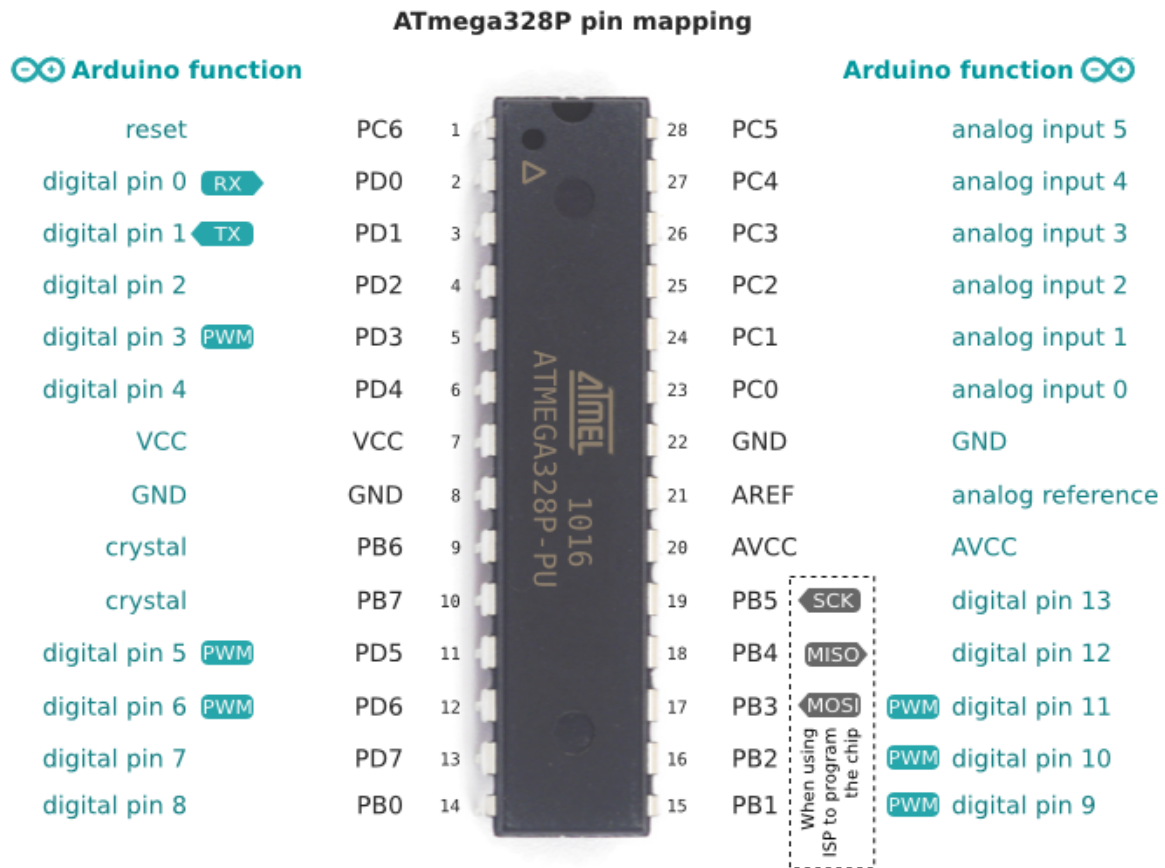 ATmega328P pin mapping
Arduino function
Arduino function
reset PC6 1 28 PC5 analog input 5
digital pin 0 RX PD0 2 27 PC4 analog input 4
digital pin 1 TX PD1 3 26 PC3 analog input 3
digital pin 2 PD2 4 25 PC2 analog input 2
digital pin 3 PWM PD3 5 24 PC1 analog input 1
digital pin 4 PD4 6 23 PC0 analog input 0
VCC VCC 7 22 GND GND
GND GND 8 21 AREF analog reference
crystal PB6 9 20 AVCC AVCC
crystal PB7 10 19 PB5 SCK digital pin 13
digital pin 5 PWM PD5 11 18 PB4 MISO digital pin 12
digital pin 6 PWM PD6 12 17 PB3 MOSI PWM digital pin 11
digital pin 7 PD7 13 16 PB2 PWM digital pin 10
digital pin 8 PB0 14 15 PB1 PWM digital pin 9
When using
ISP to program
the chip
ATMEL 1016
ATMEGA328P-PU